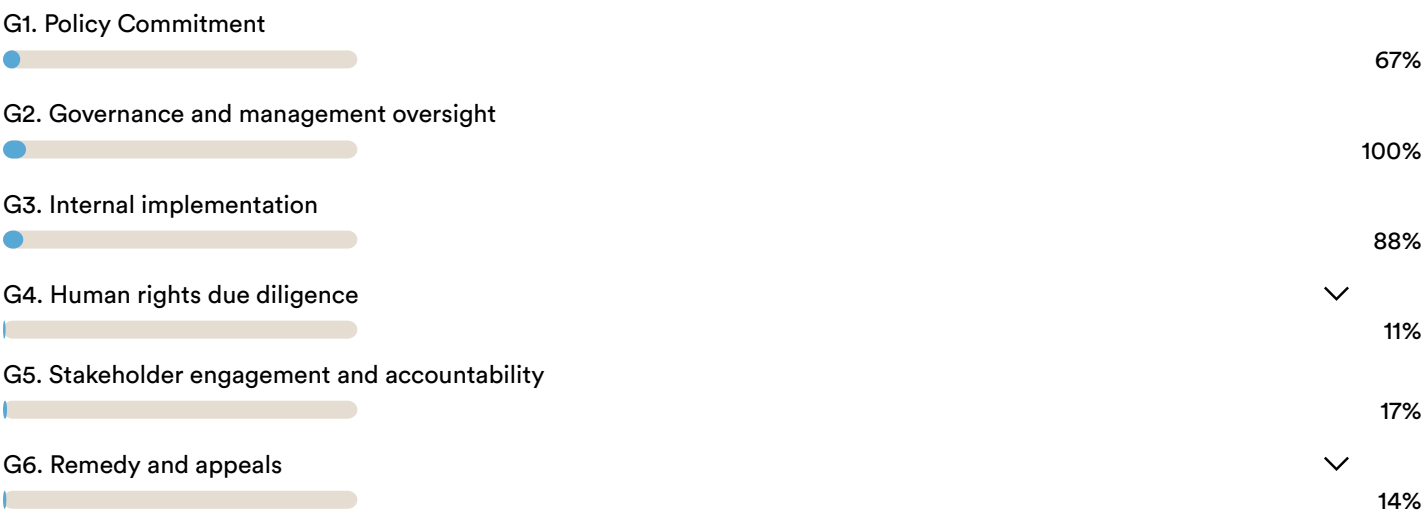 G1. Policy Commitment
67%
G2. Governance and management oversight
100%
G3. Internal implementation
88%
G4. Human rights due diligence
11%
G5. Stakeholder engagement and accountability
17%
G6. Remedy and appeals
14%